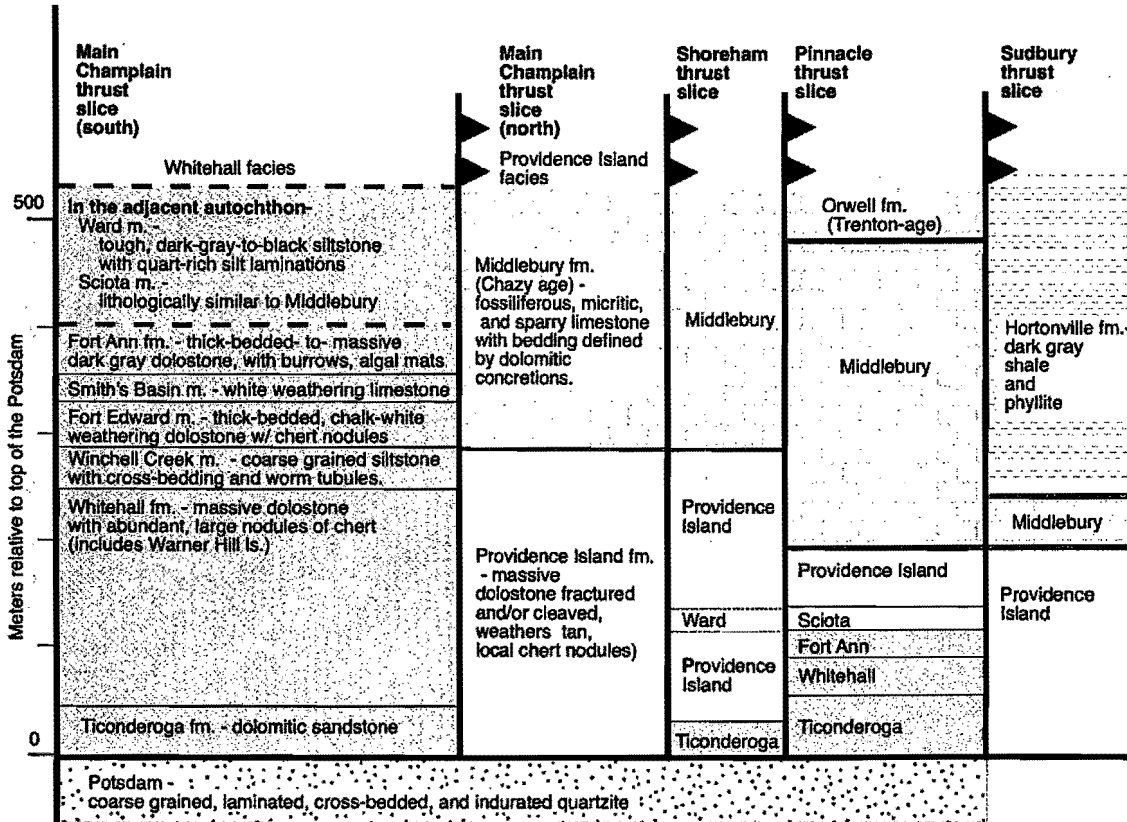 Main
Champlain
thrust
slice
(south)
Main
Champlain
thrust
slice
(north)
Shoreham
thrust
slice
Pinnacle
thrust
slice
Sudbury
thrust
slice
Whitehall facies
Providence Island
facies
500
In the adjacent autochthon-
Ward m. -
tough, dark-gray-to-black siltstone
with quart-rich silt laminations
Sciota m. -
lithologically similar to Middlebury
Fort Ann fm. - thick-bedded- to- massive
dark gray dolostone, with burrows, algal mats
Smith's Basin m. - white weathering limestone
Fort Edward m. - thick-bedded, chalk-white
weathering dolostone w/ chert nodules
Winchell Creek m. - coarse grained siltstone
with cross-bedding and worm tubules.
Whitehall fm. - massive dolostone
with abundant, large nodules of chert
(includes Warner Hill ls.)
Ticonderoga fm. - dolomitic sandstone
0
Meters relative to top of the Potsdam
Middlebury fm.
(Chazy age) -
fossiliferous, micritic,
and sparry limestone
with bedding defined
by dolomitic
concretions.
Providence Island fm.
- massive
dolostone fractured
and/or cleaved,
weathers tan,
local chert nodules)
Middlebury
Providence
Island
Ward
Providence
Island
Ticonderoga
Orwell fm.
(Trenton-age)
Middlebury
Providence Island
Sciota
Fort Ann
Whitehall
Ticonderoga
Hortonville fm.-
dark gray
shale
and
phyllite
Middlebury
Providence
Island
Potsdam -
coarse grained, laminated, cross-bedded, and indurated quartzite